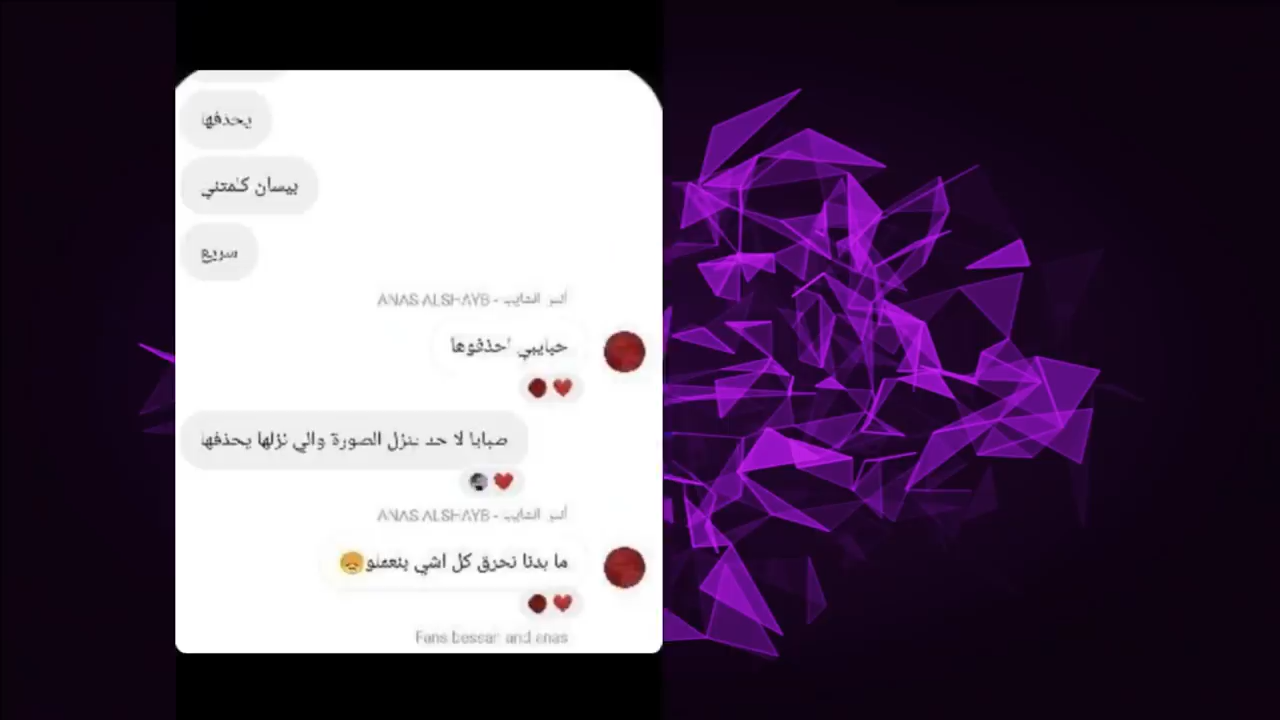 يحذفها
بيسان كلمتني
سريع
أنس الشايب - ANAS ALSHAYB
حبايبي احذفوها
صبايا لا حد ينزل الصورة والي نزلها يحذفها
أنس الشايب - ANAS ALSHAYB
ما بدنا نحرق كل اشي بنعملو😞
Fans bessan and anas